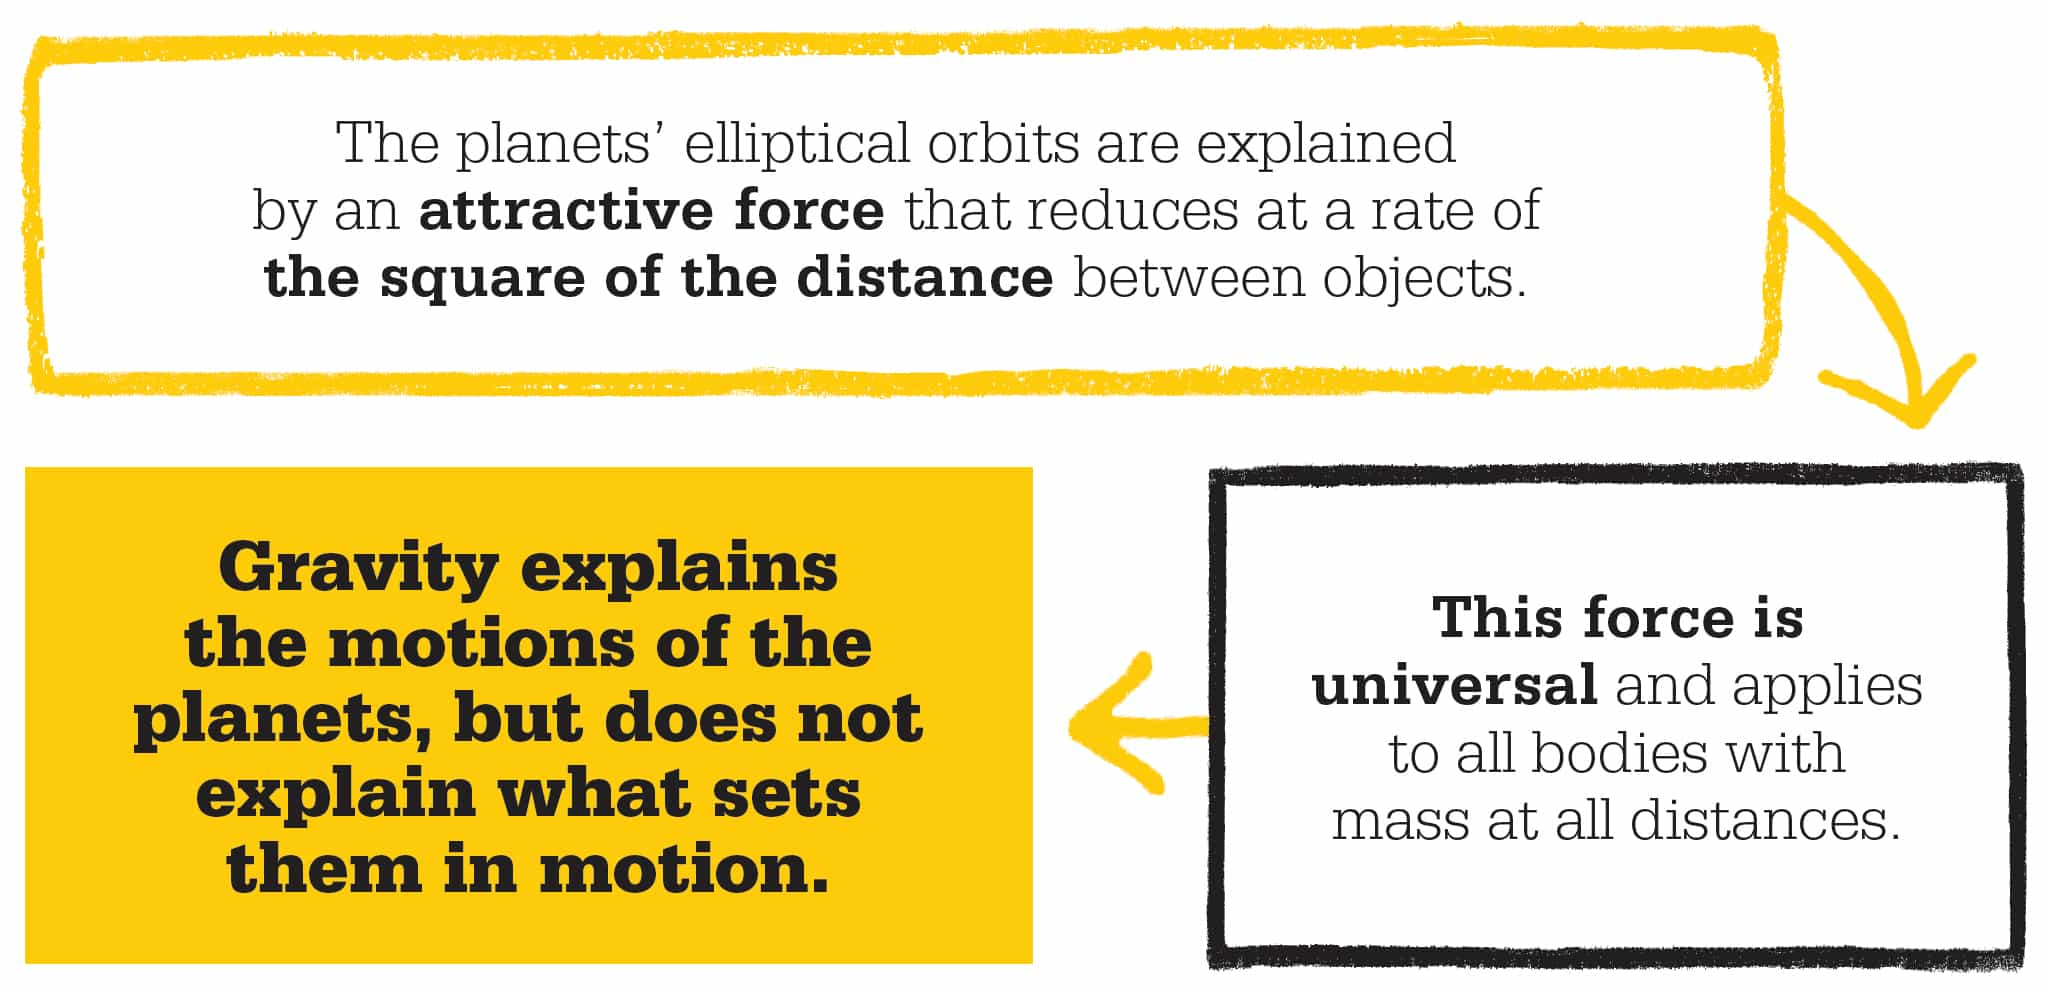 The planets’ elliptical orbits are explained
by an attractive force that reduces at a rate of
the square of the distance between objects.
This force is
universal and applies
to all bodies with
mass at all distances.
Gravity explains
the motions of the
planets, but does not
explain what sets
them in motion.